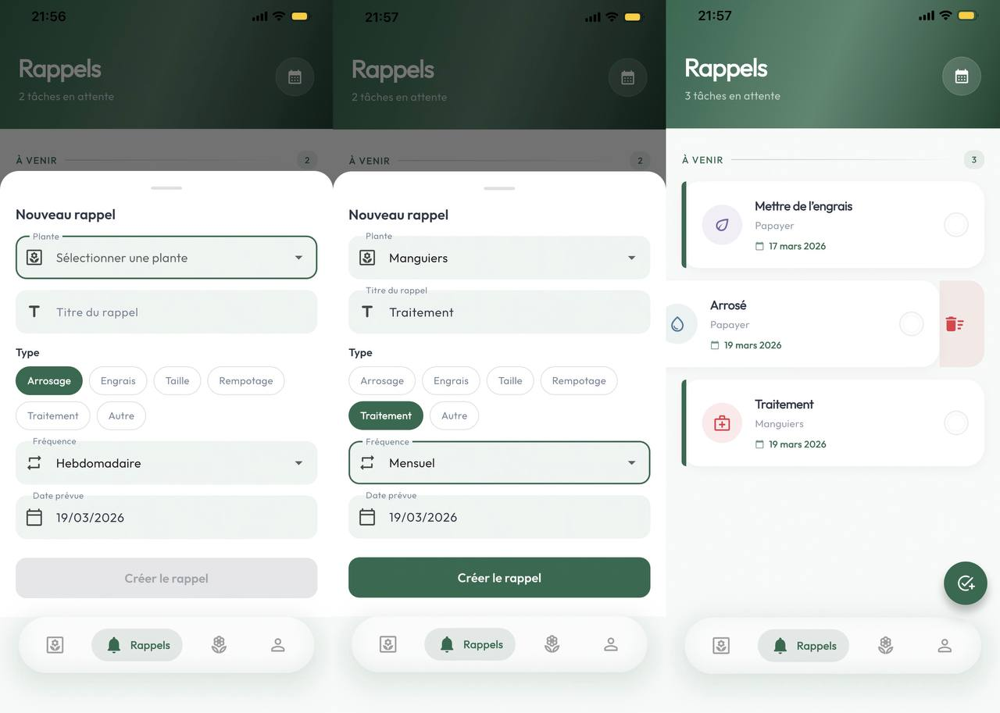 21:56
Rappels
2 tâches en attente
À VENIR
2
Nouveau rappel
Plante
Sélectionner une plante
Titre du rappel
Type
Arrosage
Engrais
Taille
Rempotage
Traitement
Autre
Fréquence
Hebdomadaire
Date prévue
19/03/2026
Créer le rappel
Rappels
21:57
Rappels
2 tâches en attente
À VENIR
2
Nouveau rappel
Plante
Manguiers
Titre du rappel
Traitement
Type
Arrosage
Engrais
Taille
Rempotage
Traitement
Autre
Fréquence
Mensuel
Date prévue
19/03/2026
Créer le rappel
Rappels
21:57
Rappels
3 tâches en attente
À VENIR
3
Mettre de l'engrais
Papayer
17 mars 2026
Arrosé
Papayer
19 mars 2026
Traitement
Manguiers
19 mars 2026
Rappels